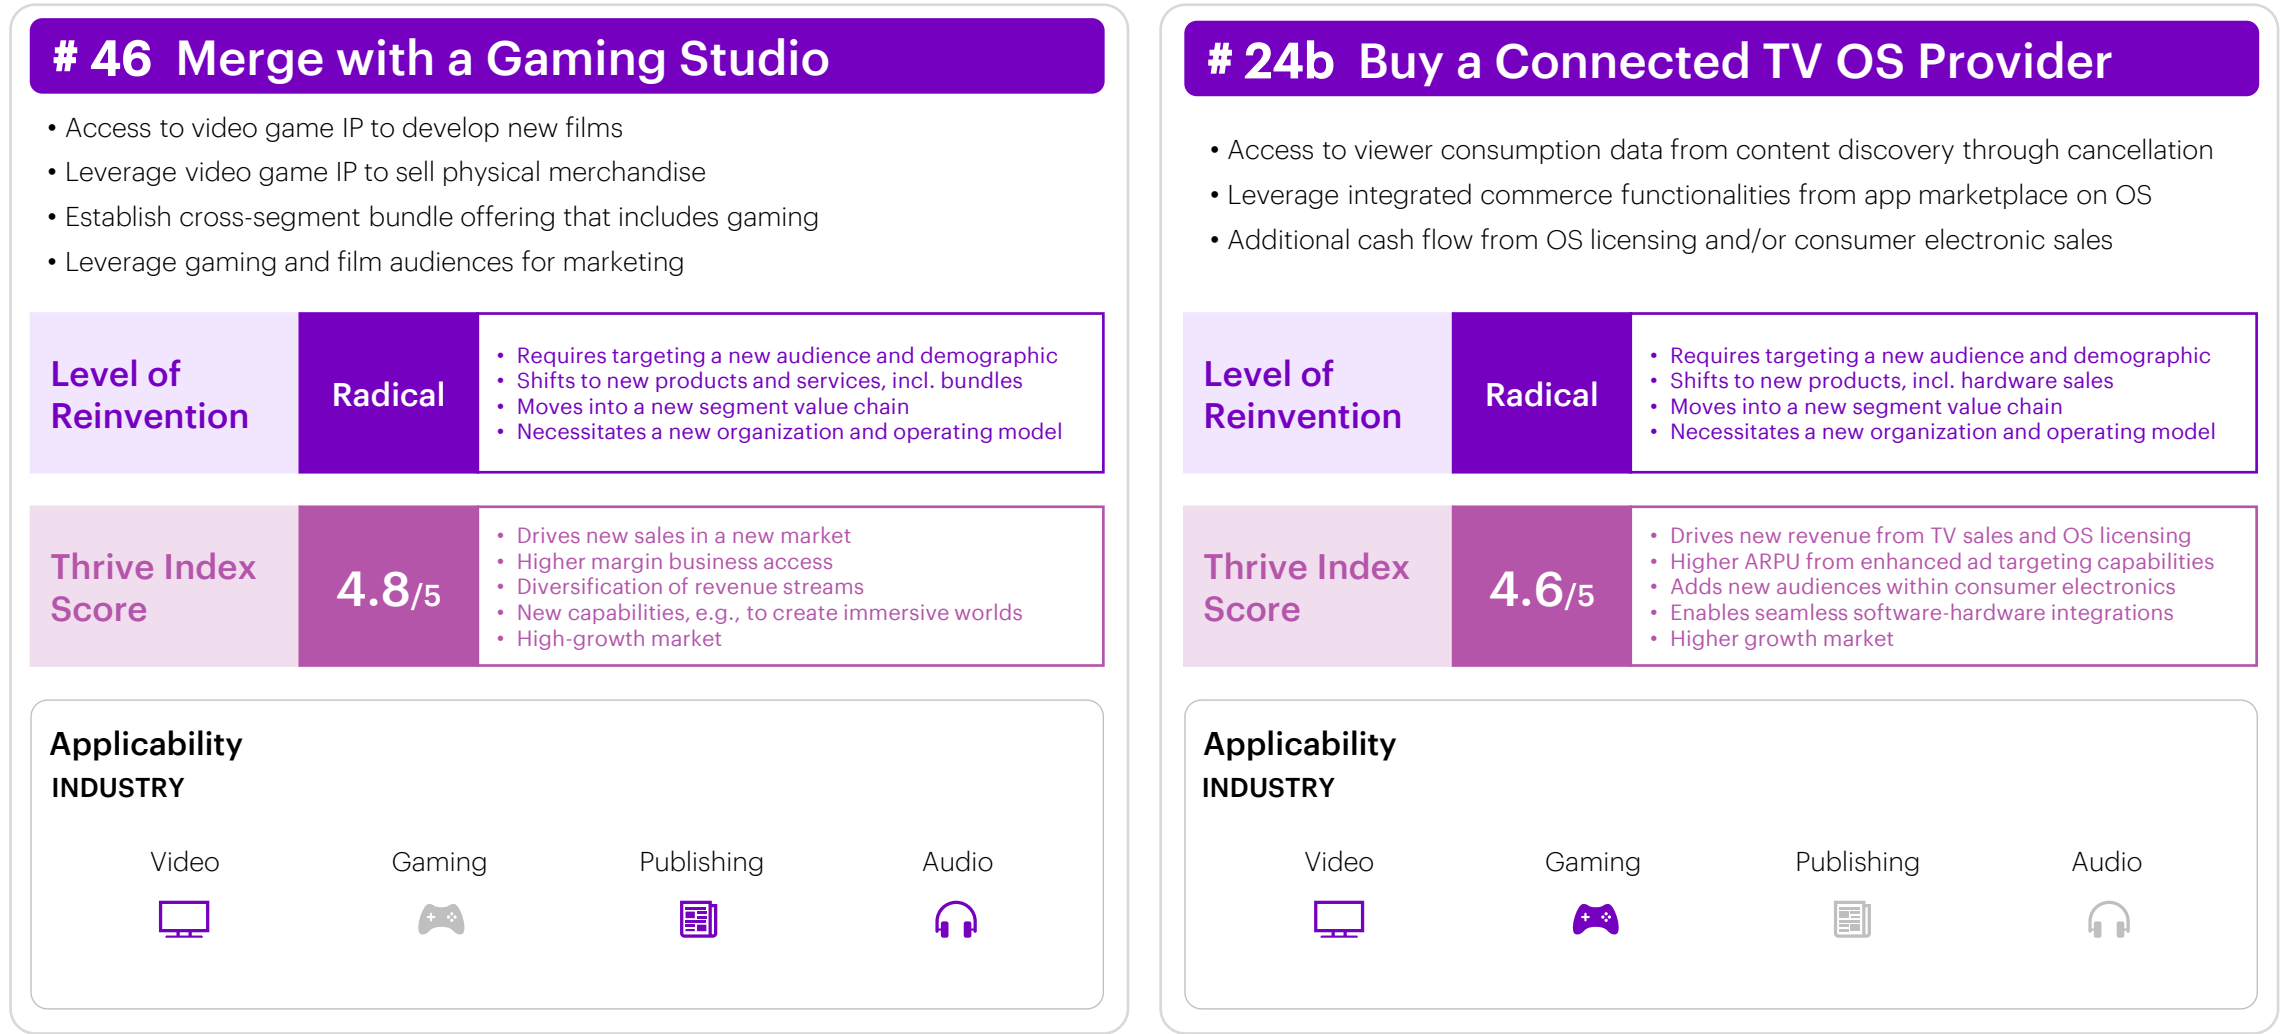 # 46 Merge with a Gaming Studio
• Access to video game IP to develop new films
• Leverage video game IP to sell physical merchandise
• Establish cross-segment bundle offering that includes gaming
• Leverage gaming and film audiences for marketing
Level of
Reinvention
Radical
• Requires targeting a new audience and demographic
• Shifts to new products and services, incl. bundles
• Moves into a new segment value chain
• Necessitates a new organization and operating model
Thrive Index
Score
4.8/5
• Drives new sales in a new market
• Higher margin business access
• Diversification of revenue streams
• New capabilities, e.g., to create immersive worlds
• High-growth market
Applicability
INDUSTRY
Video Gaming Publishing Audio
# 24b Buy a Connected TV OS Provider
• Access to viewer consumption data from content discovery through cancellation
• Leverage integrated commerce functionalities from app marketplace on OS
• Additional cash flow from OS licensing and/or consumer electronic sales
Level of
Reinvention
Radical
• Requires targeting a new audience and demographic
• Shifts to new products, incl. hardware sales
• Moves into a new segment value chain
• Necessitates a new organization and operating model
Thrive Index
Score
4.6/5
• Drives new revenue from TV sales and OS licensing
• Higher ARPU from enhanced ad targeting capabilities
• Adds new audiences within consumer electronics
• Enables seamless software-hardware integrations
• Higher growth market
Applicability
INDUSTRY
Video Gaming Publishing Audio